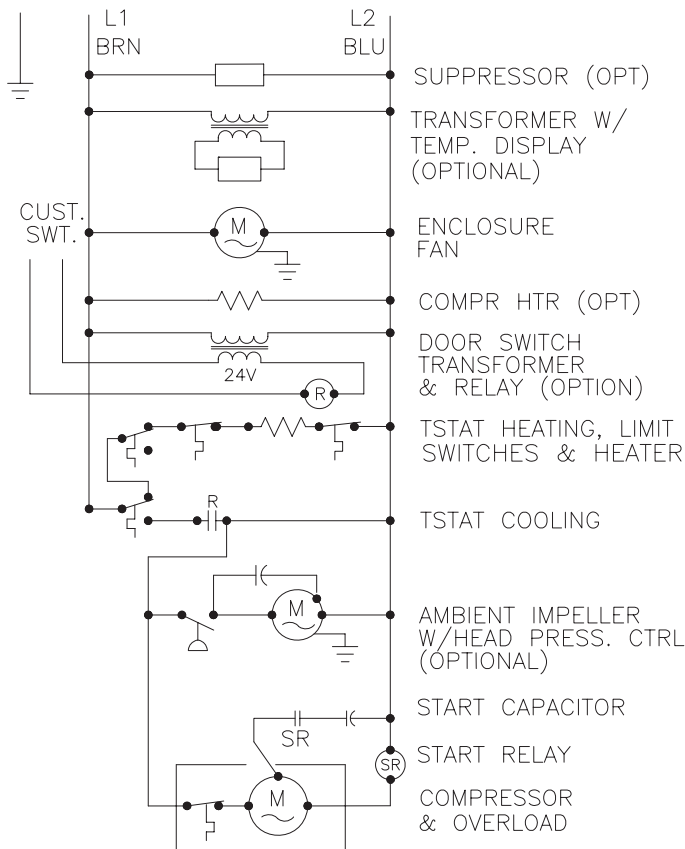 L1
BRN
L2
BLU
SUPPRESSOR (OPT)
TRANSFORMER W/
TEMP. DISPLAY
(OPTIONAL)
CUST.
SWT.
M
ENCLOSURE
FAN
COMPR HTR (OPT)
DOOR SWITCH
TRANSFORMER
& RELAY (OPTION)
24V
R
TSTAT HEATING, LIMIT
SWITCHES & HEATER
R
TSTAT COOLING
M
AMBIENT IMPELLER
W/HEAD PRESS. CTRL
(OPTIONAL)
START CAPACITOR
SR
START RELAY
SR
M
COMPRESSOR
& OVERLOAD